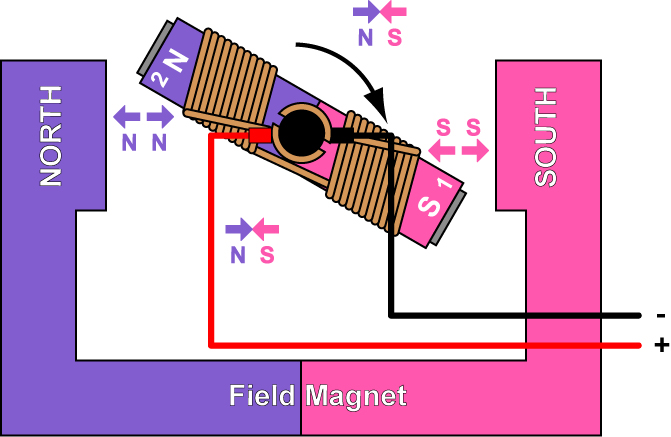 N S
2 N
NORTH
N N
S S
SOUTH
S 1
N S
-
+
Field Magnet